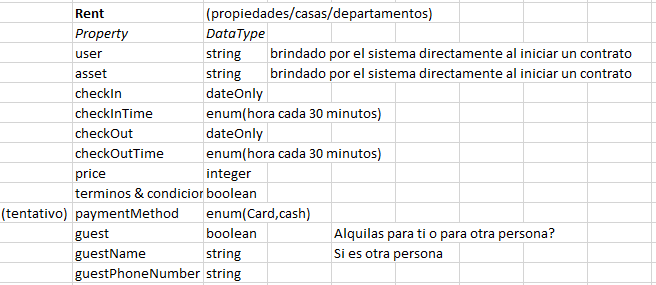 Rent (propiedades/casas/departamentos)
Property DataType
user string brindado por el sistema directamente al iniciar un contrato
asset string brindado por el sistema directamente al iniciar un contrato
checkIn dateOnly
checkInTime enum(hora cada 30 minutos)
checkOut dateOnly
checkOutTime enum(hora cada 30 minutos)
price integer
terminos & condicior boolean
(tentativo) paymentMethod enum(Card,cash)
guest boolean Alquilas para ti o para otra persona?
guestName string Si es otra persona
guestPhoneNumber string